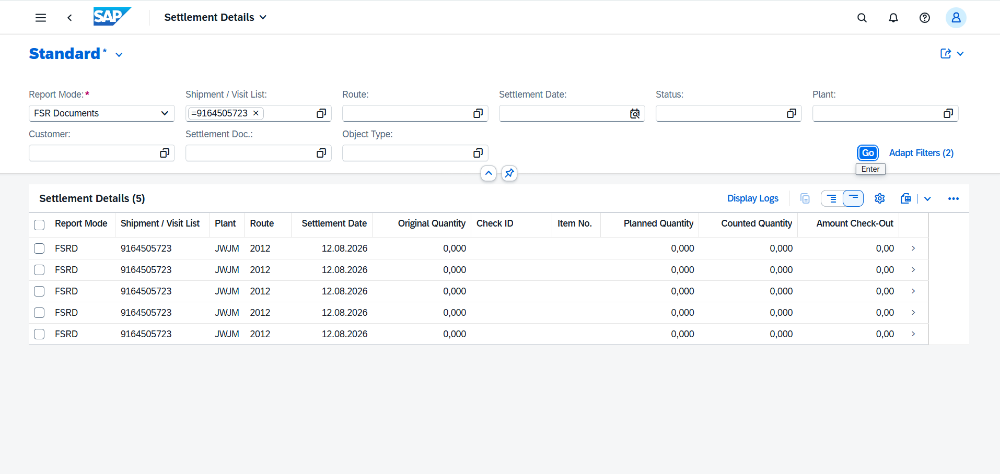 SAP Settlement Details
Standard *
Report Mode:* Shipment / Visit List: Route: Settlement Date: Status: Plant:
FSR Documents =9164505723
Customer: Settlement Doc.: Object Type:
Go Adapt Filters (2)
Enter
Settlement Details (5) Display Logs
Report Mode Shipment / Visit List Plant Route Settlement Date Original Quantity Check ID Item No. Planned Quantity Counted Quantity Amount Check-Out
FSRD 9164505723 JWJM 2012 12.08.2026 0,000 0,000 0,000 0,00
FSRD 9164505723 JWJM 2012 12.08.2026 0,000 0,000 0,000 0,00
FSRD 9164505723 JWJM 2012 12.08.2026 0,000 0,000 0,000 0,00
FSRD 9164505723 JWJM 2012 12.08.2026 0,000 0,000 0,000 0,00
FSRD 9164505723 JWJM 2012 12.08.2026 0,000 0,000 0,000 0,00